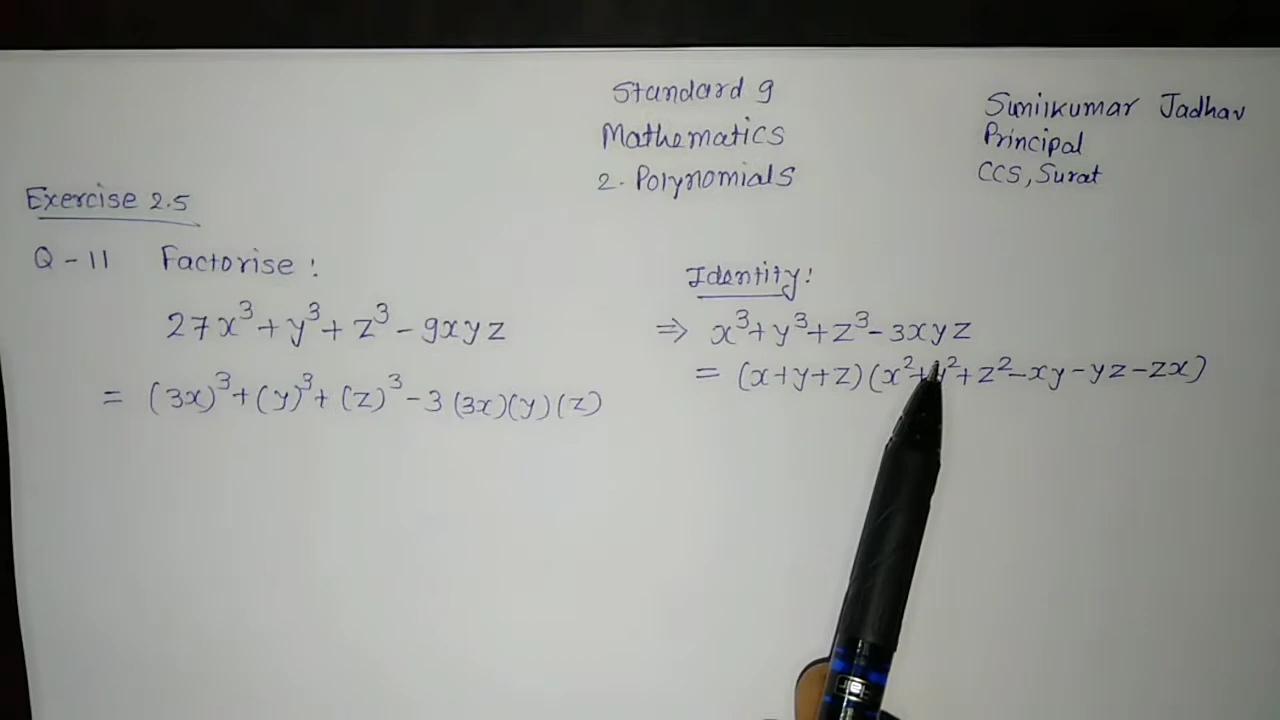 Standard 9
Mathematics
2. Polynomials
Sunilkumar Jadhav
Principal
CCS, Surat
Exercise 2.5
Q - 11 Factorise :
27x³ + y³ + z³ - 9xyz
= (3x)³ + (y)³ + (z)³ - 3 (3x)(y)(z)
Identity:
⇒ x³ + y³ + z³ - 3xyz
= (x+y+z)(x²+y²+z²-xy-yz-zx)